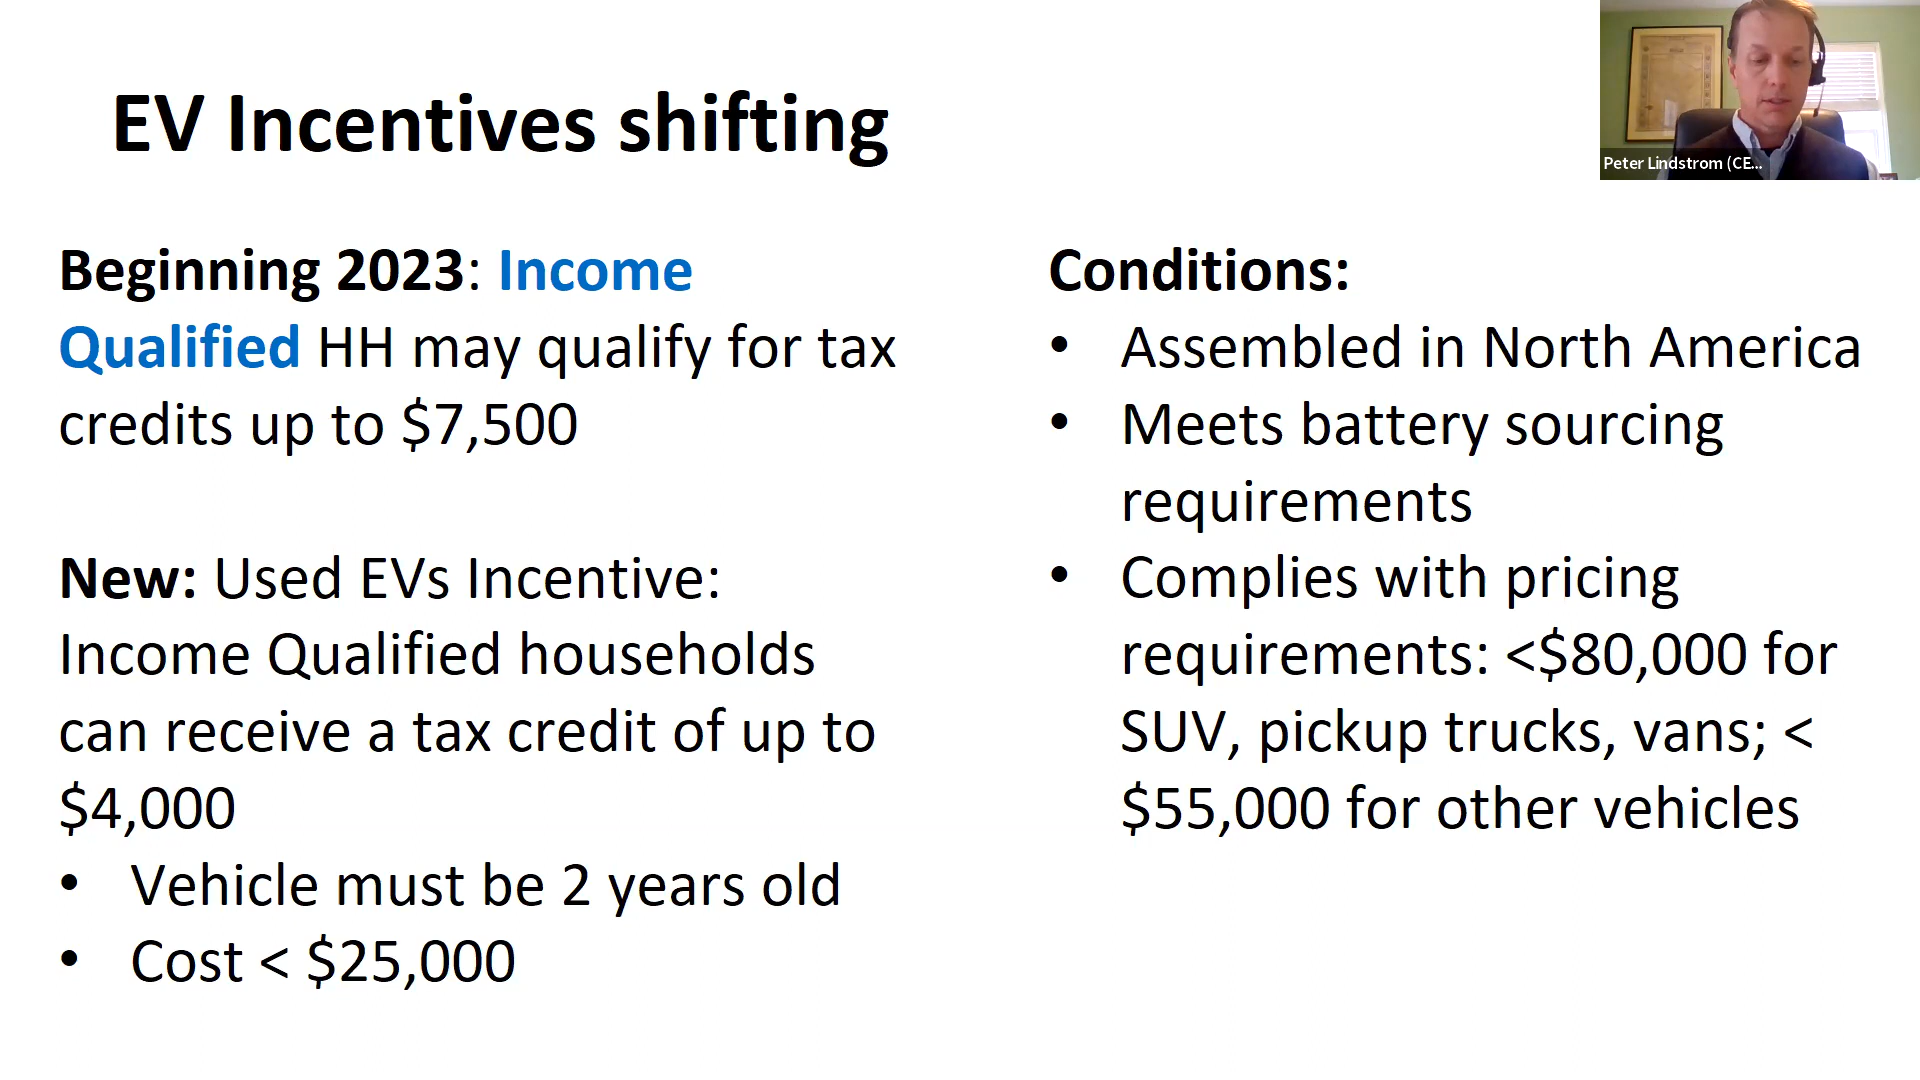 EV Incentives shifting
Peter Lindstrom (CE...
Beginning 2023: Income
Qualified HH may qualify for tax
credits up to $7,500
New: Used EVs Incentive:
Income Qualified households
can receive a tax credit of up to
$4,000
• Vehicle must be 2 years old
• Cost < $25,000
Conditions:
• Assembled in North America
• Meets battery sourcing
requirements
• Complies with pricing
requirements: <$80,000 for
SUV, pickup trucks, vans; <
$55,000 for other vehicles